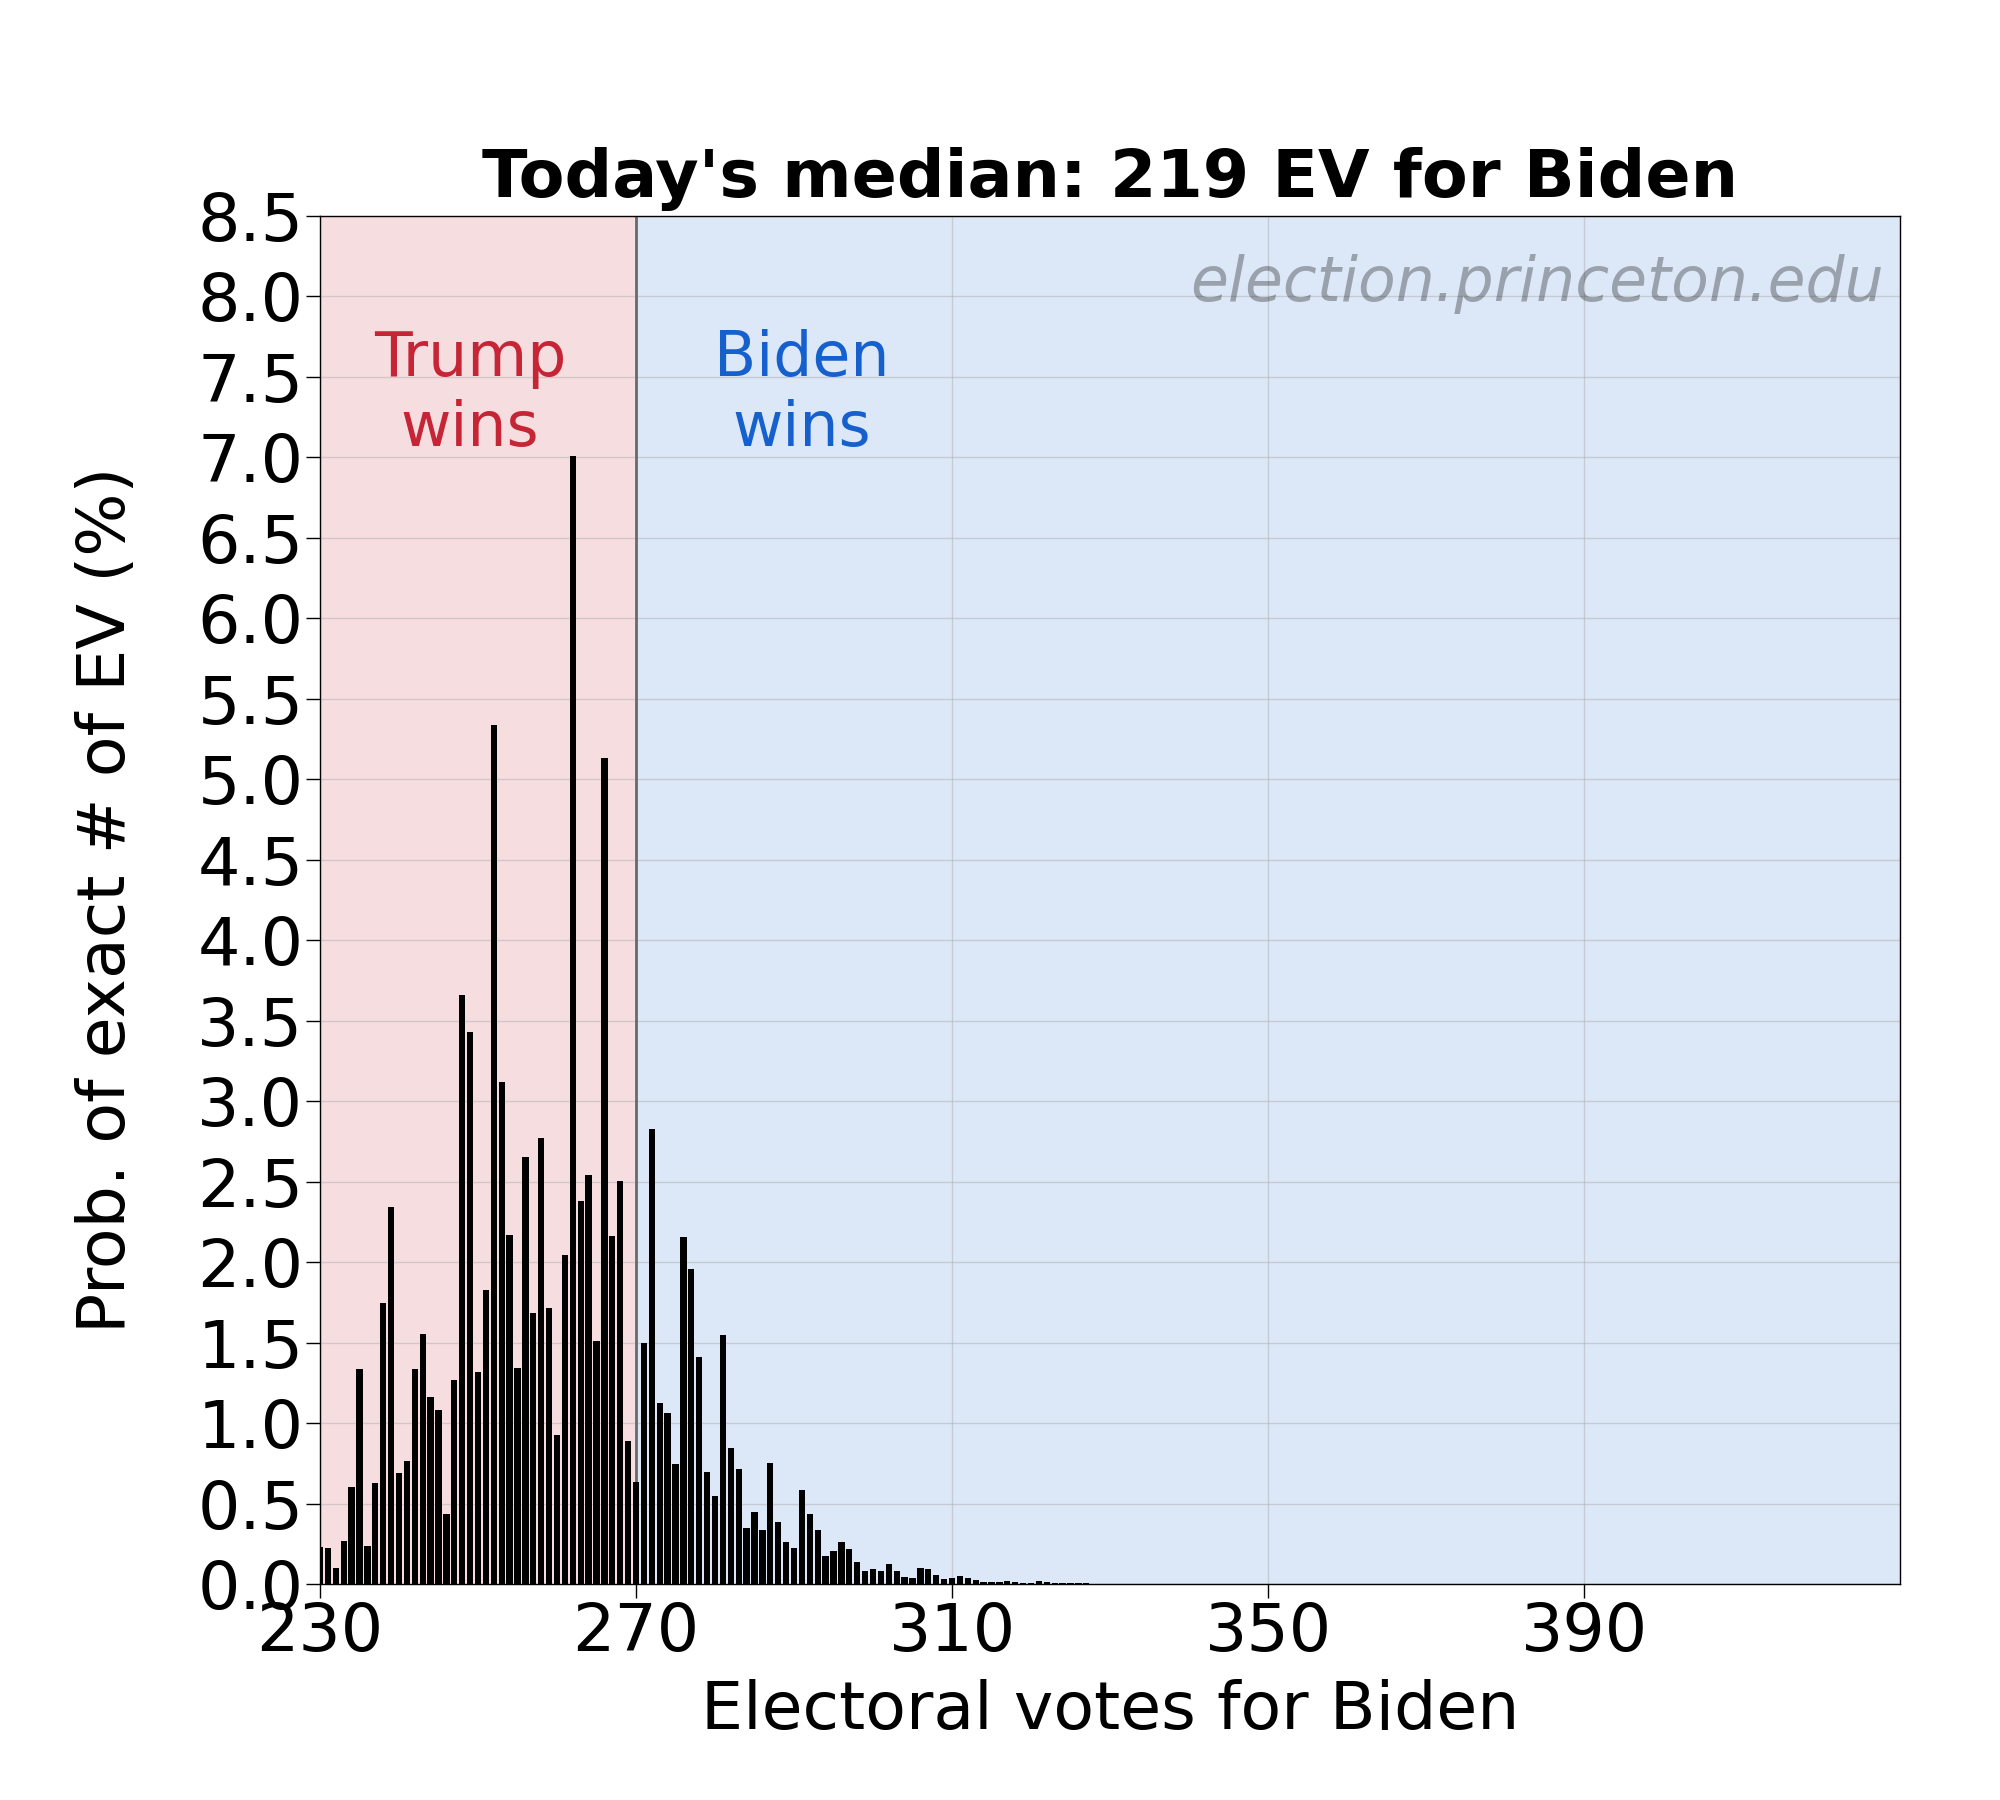 Today's median: 219 EV for Biden
election.princeton.edu
Trump
wins
Biden
wins
Prob. of exact # of EV (%)
8.5
8.0
7.5
7.0
6.5
6.0
5.5
5.0
4.5
4.0
3.5
3.0
2.5
2.0
1.5
1.0
0.5
0.0
230 270 310 350 390
Electoral votes for Biden